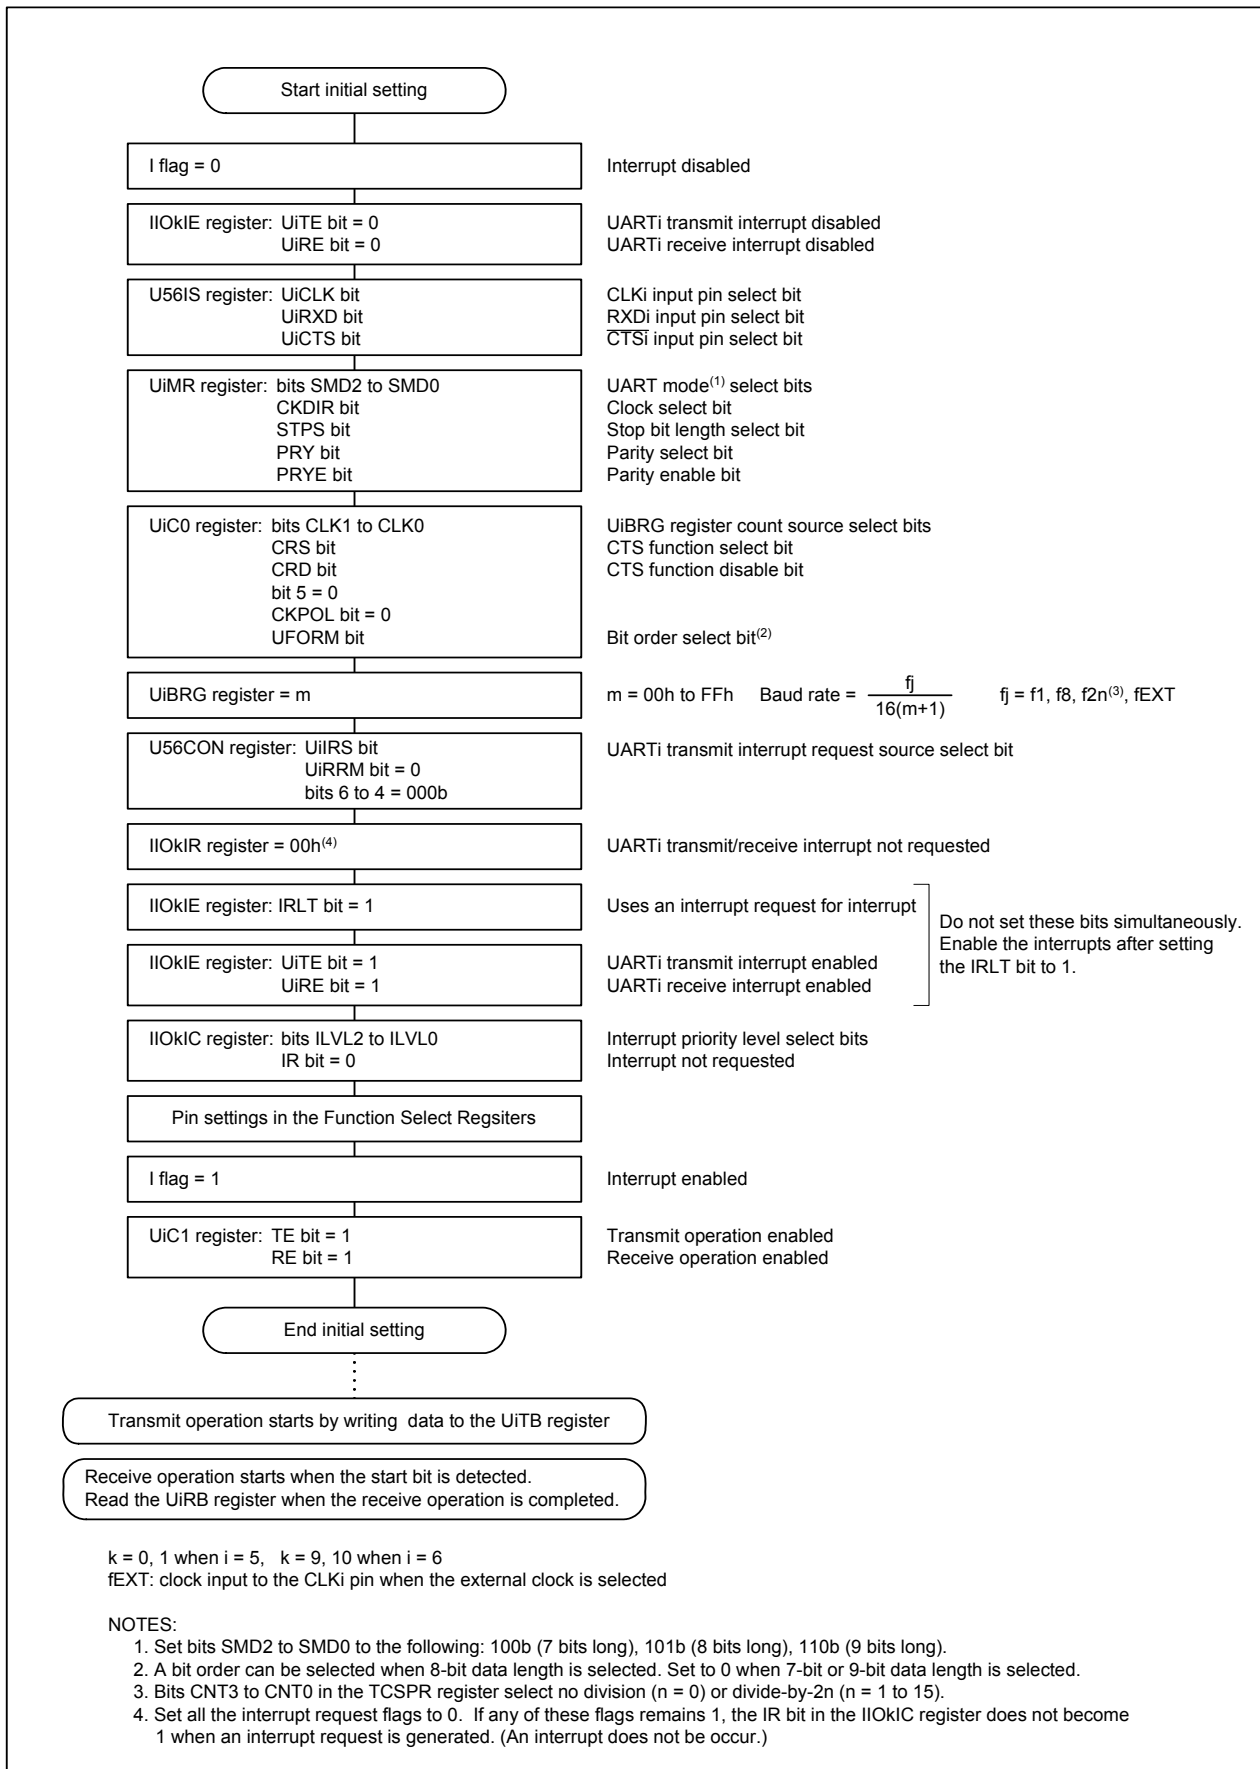 Start initial setting
I flag = 0 Interrupt disabled
IIOkIE register: UiTE bit = 0 UARTi transmit interrupt disabled
UiRE bit = 0 UARTi receive interrupt disabled
U56IS register: UiCLK bit CLKi input pin select bit
UiRXD bit RXDi input pin select bit
UiCTS bit CTSi input pin select bit
UiMR register: bits SMD2 to SMD0 UART mode(1) select bits
CKDIR bit Clock select bit
STPS bit Stop bit length select bit
PRY bit Parity select bit
PRYE bit Parity enable bit
UiC0 register: bits CLK1 to CLK0 UiBRG register count source select bits
CRS bit CTS function select bit
CRD bit CTS function disable bit
bit 5 = 0
CKPOL bit = 0
UFORM bit Bit order select bit(2)
UiBRG register = m m = 00h to FFh Baud rate = fj / 16(m+1) fj = f1, f8, f2n(3), fEXT
U56CON register: UiIRS bit UARTi transmit interrupt request source select bit
UiRRM bit = 0
bits 6 to 4 = 000b
IIOkIR register = 00h(4) UARTi transmit/receive interrupt not requested
IIOkIE register: IRLT bit = 1 Uses an interrupt request for interrupt
Do not set these bits simultaneously.
Enable the interrupts after setting
the IRLT bit to 1.
IIOkIE register: UiTE bit = 1 UARTi transmit interrupt enabled
UiRE bit = 1 UARTi receive interrupt enabled
IIOkIC register: bits ILVL2 to ILVL0 Interrupt priority level select bits
IR bit = 0 Interrupt not requested
Pin settings in the Function Select Regsiters
I flag = 1 Interrupt enabled
UiC1 register: TE bit = 1 Transmit operation enabled
RE bit = 1 Receive operation enabled
End initial setting
Transmit operation starts by writing data to the UiTB register
Receive operation starts when the start bit is detected.
Read the UiRB register when the receive operation is completed.
k = 0, 1 when i = 5, k = 9, 10 when i = 6
fEXT: clock input to the CLKi pin when the external clock is selected
NOTES:
1. Set bits SMD2 to SMD0 to the following: 100b (7 bits long), 101b (8 bits long), 110b (9 bits long).
2. A bit order can be selected when 8-bit data length is selected. Set to 0 when 7-bit or 9-bit data length is selected.
3. Bits CNT3 to CNT0 in the TCSPR register select no division (n = 0) or divide-by-2n (n = 1 to 15).
4. Set all the interrupt request flags to 0. If any of these flags remains 1, the IR bit in the IIOkIC register does not become
1 when an interrupt request is generated. (An interrupt does not be occur.)